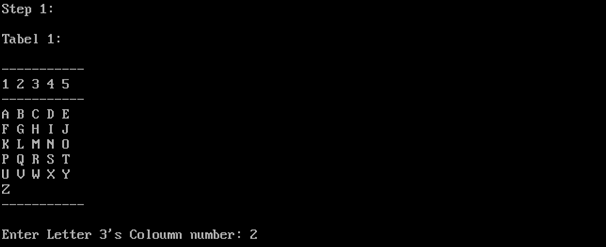 Step 1:
Tabel 1:
-----------
1 2 3 4 5
-----------
A B C D E
F G H I J
K L M N O
P Q R S T
U V W X Y
Z
-----------
Enter Letter 3's Coloumn number: 2